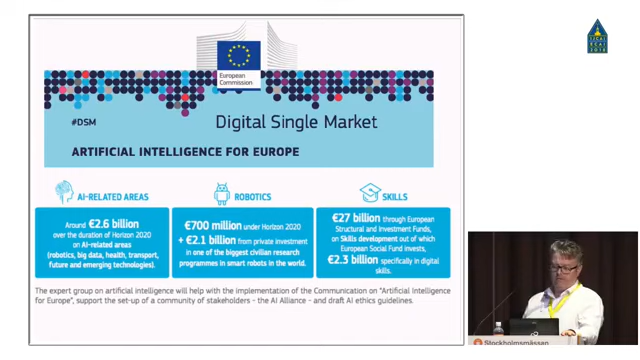 European
Commission
#DSM
Digital Single Market
ARTIFICIAL INTELLIGENCE FOR EUROPE
AI-RELATED AREAS
Around €2.6 billion
over the duration of Horizon 2020
on AI-related areas
(robotics, big data, health, transport,
future and emerging technologies).
ROBOTICS
€700 million under Horizon 2020
+ €2.1 billion from private investment
in one of the biggest civilian research
programmes in smart robots in the world.
SKILLS
€27 billion through European
Structural and Investment Funds,
on Skills development out of which
European Social Fund invests,
€2.3 billion specifically in digital
skills.
The expert group on artificial intelligence will help with the implementation of the Communication on "Artificial Intelligence
for Europe", support the set-up of a community of stakeholders - the AI Alliance - and draft AI ethics guidelines.
IJCAI
ECAI
2018
Stockholmsmässan